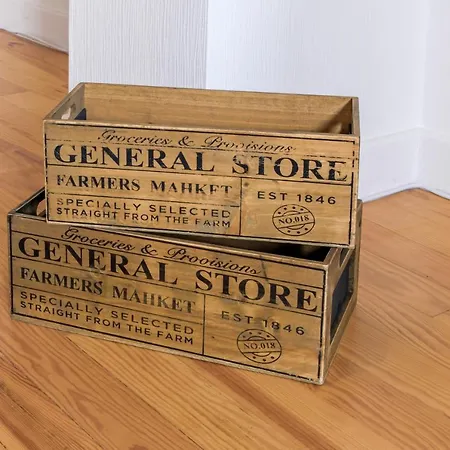 Groceries & Provisions
GENERAL STORE
FARMERS MAHKET
SPECIALLY SELECTED
STRAIGHT FROM THE FARM
EST 1846
NO.018
Groceries & Provisions
GENERAL STORE
FARMERS MAHKET
SPECIALLY SELECTED
STRAIGHT FROM THE FARM
EST 1846
NO.018